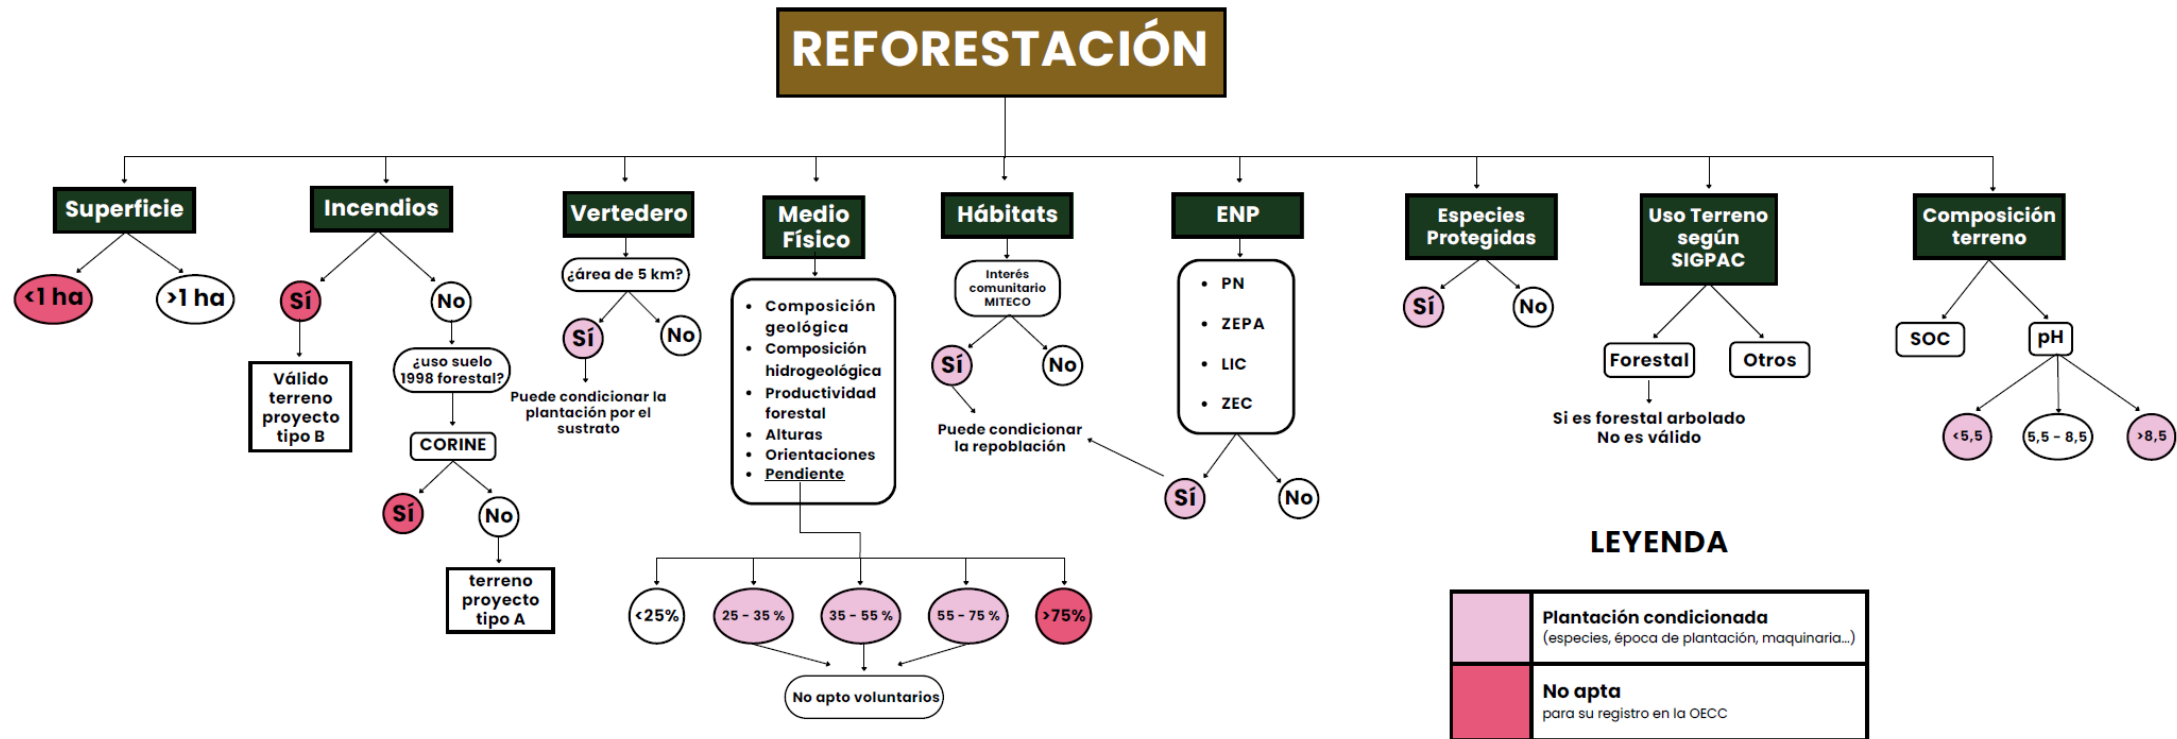 REFORESTACIÓN
Superficie
<1 ha
>1 ha
Incendios
Sí
No
Válido
terreno
proyecto
tipo B
¿uso suelo
1998 forestal?
CORINE
Sí
No
terreno
proyecto
tipo A
Vertedero
¿área de 5 km?
Sí
No
Puede condicionar la
plantación por el
sustrato
Medio
Físico
• Composición
geológica
• Composición
hidrogeológica
• Productividad
forestal
• Alturas
• Orientaciones
• Pendiente
<25%
25 - 35 %
35 - 55 %
55 - 75 %
>75%
No apto voluntarios
Hábitats
Interés
comunitario
MITECO
Sí
No
Puede condicionar
la repoblación
ENP
• PN
• ZEPA
• LIC
• ZEC
Sí
No
Especies
Protegidas
Sí
No
Uso Terreno
según
SIGPAC
Forestal
Otros
Si es forestal arbolado
No es válido
Composición
terreno
SOC
pH
<5,5
5,5 - 8,5
>8,5
LEYENDA
Plantación condicionada
(especies, época de plantación, maquinaria...)
No apta
para su registro en la OECC